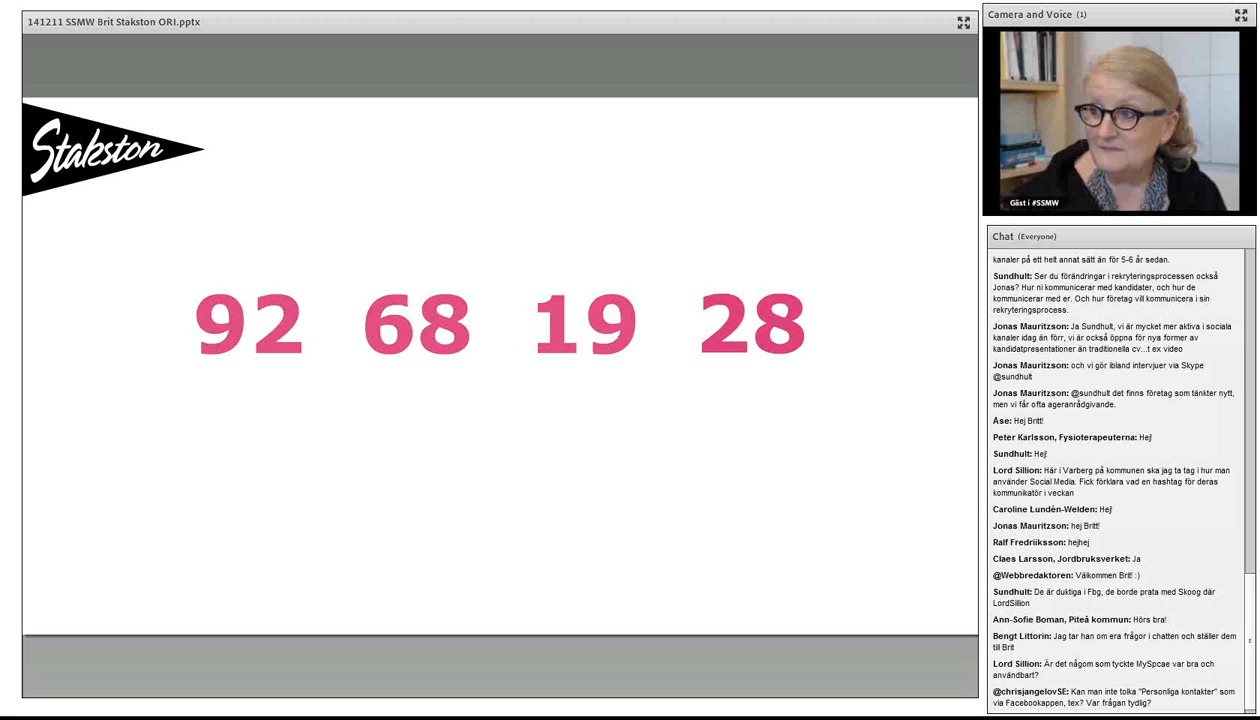 141211 SSMW Brit Stakston ORI.pptx
Stakston
92 68 19 28
Camera and Voice (1)
Gäst i #SSMW
Chat (Everyone)
kanaler på ett helt annat sätt än för 5-6 år sedan.
Sundhult: Ser du förändringar i rekryteringsprocessen också
Jonas? Hur ni kommunicerar med kandidater, och hur de
kommunicerar med er. Och hur företag vill kommunicera i sin
rekryteringsprocess.
Jonas Mauritzson: Ja Sundhult, vi är mycket mer aktiva i sociala
kanaler idag än förr, vi är också öppna för nya former av
kandidatpresentationer än traditionella cv...t ex video
Jonas Mauritzson: och vi gör ibland intervjuer via Skype
@sundhult
Jonas Mauritzson: @sundhult det finns företag som tänkter nytt,
men vi får ofta ageranrådgivande.
Åse: Hej Britt!
Peter Karlsson, Fysioterapeuterna: Hej!
Sundhult: Hej!
Lord Sillion: Här i Varberg på kommunen ska jag ta tag i hur man
använder Social Media. Fick förklara vad en hashtag för deras
kommunikatör i veckan
Caroline Lundén-Welden: Hej!
Jonas Mauritzson: hej Britt!
Ralf Fredriiksson: hejhej
Claes Larsson, Jordbruksverket: Ja
@Webbredaktoren: Välkommen Brit! :)
Sundhult: De är duktiga i Fbg, de borde prata med Skoog där
LordSillion
Ann-Sofie Boman, Piteå kommun: Hörs bra!
Bengt Littorin: Jag tar han om era frågor i chatten och ställer dem
till Brit
Lord Sillion: Är det någom som tyckte MySpcae var bra och
användbart?
@chrisjangelovSE: Kan man inte tolka "Personliga kontakter" som
via Facebookappen, tex? Var frågan tydlig?